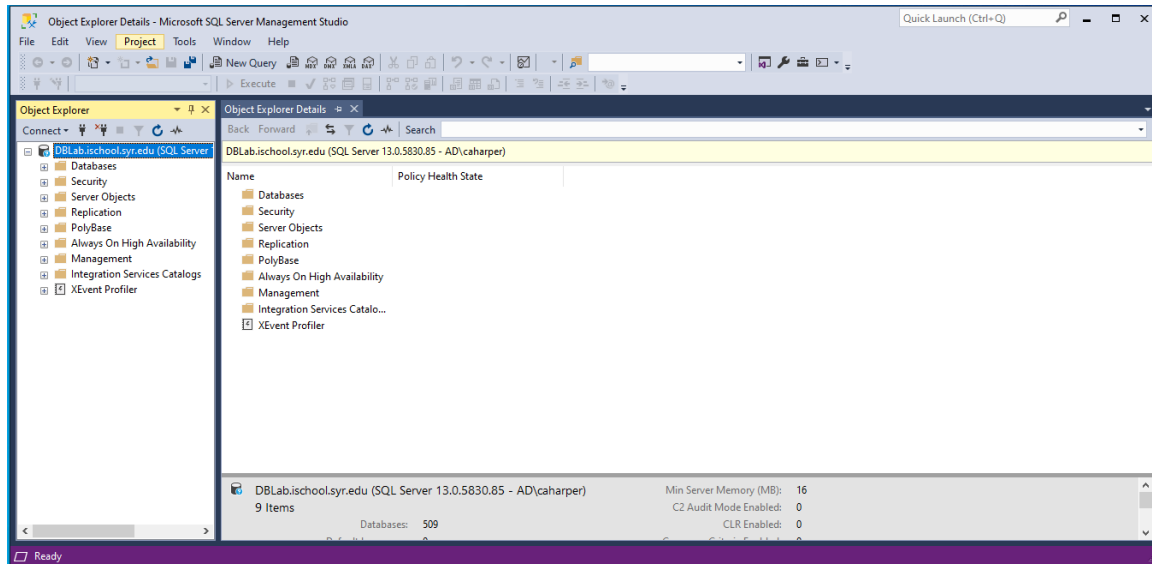 Object Explorer Details - Microsoft SQL Server Management Studio
Quick Launch (Ctrl+Q)
File Edit View Project Tools Window Help
New Query MDX DMX XMLA DAX
Execute
Object Explorer
Connect
DBLab.ischool.syr.edu (SQL Server 1
Databases
Security
Server Objects
Replication
PolyBase
Always On High Availability
Management
Integration Services Catalogs
XEvent Profiler
Object Explorer Details
Back Forward Search
DBLab.ischool.syr.edu (SQL Server 13.0.5830.85 - AD\caharper)
Name Policy Health State
Databases
Security
Server Objects
Replication
PolyBase
Always On High Availability
Management
Integration Services Catalo...
XEvent Profiler
DBLab.ischool.syr.edu (SQL Server 13.0.5830.85 - AD\caharper)
9 Items
Databases: 509
Min Server Memory (MB): 16
C2 Audit Mode Enabled: 0
CLR Enabled: 0
Ready